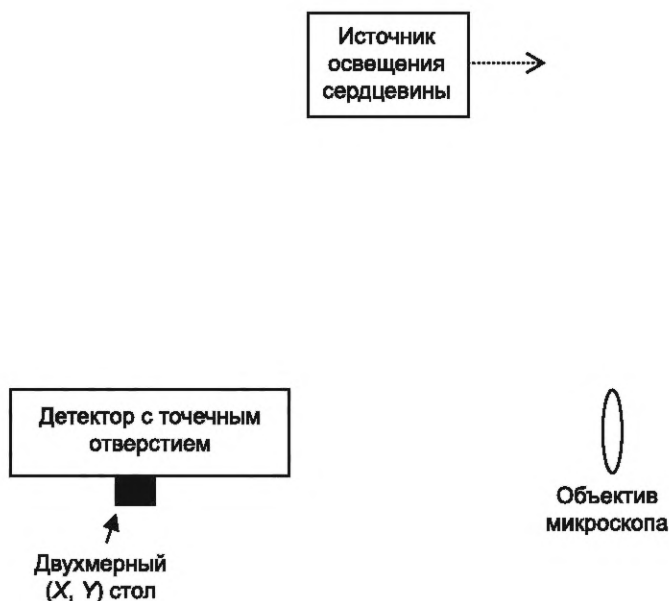 Источник
освещения
сердцевины
Детектор с точечным
отверстием
Объектив
микроскопа
Двухмерный
(X, Y) стол